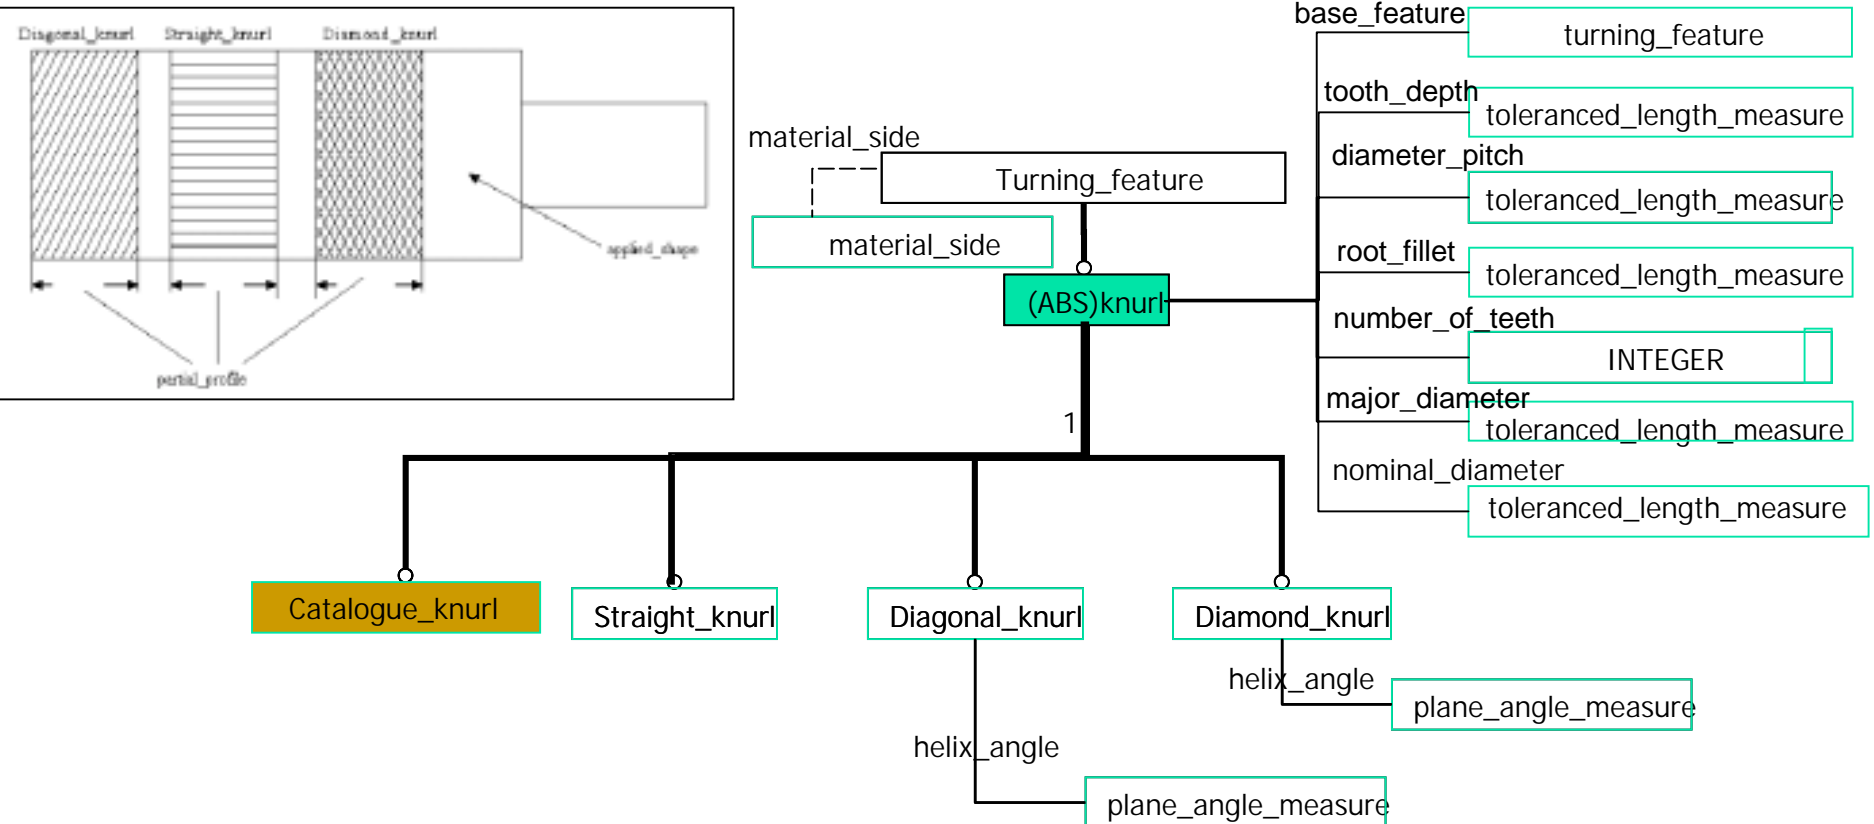 Diagonal_knurl
Straight_knurl
Diamond_knurl
applied_shape
partial_profile
material_side
Turning_feature
material_side
(ABS)knurl
base_feature
turning_feature
tooth_depth
toleranced_length_measure
diameter_pitch
toleranced_length_measure
root_fillet
toleranced_length_measure
number_of_teeth
INTEGER
major_diameter
toleranced_length_measure
nominal_diameter
toleranced_length_measure
1
Catalogue_knurl
Straight_knurl
Diagonal_knurl
Diamond_knurl
helix_angle
plane_angle_measure
helix_angle
plane_angle_measure